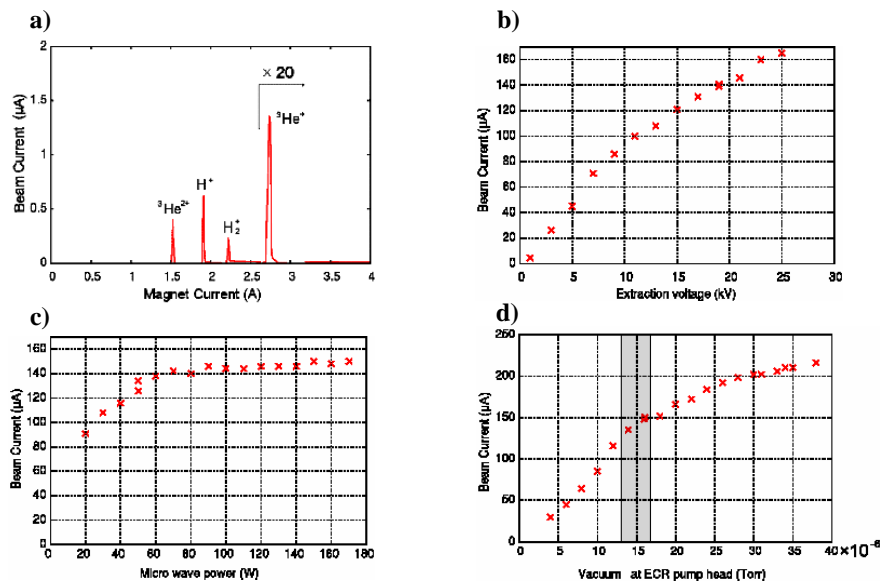 a)
2
1.5
1
0.5
0
Beam Current (µA)
× 20
³He⁺
³He²⁺
H⁺
H₂⁺
0 0.5 1 1.5 2 2.5 3 3.5 4
Magnet Current (A)
b)
160
140
120
100
80
60
40
20
0
Beam Current (µA)
0 5 10 15 20 25 30
Extraction voltage (kV)
c)
160
140
120
100
80
140
160
120
0
Beam Current (µA)
20 40 60 80 100 120 140 160 180
Micro wave power (W)
d)
250
200
150
100
50
0
Beam Current (µA)
0 5 10 15 20 25 30 35 40 ×10⁻⁶
Vacuum at ECR pump head (Torr)